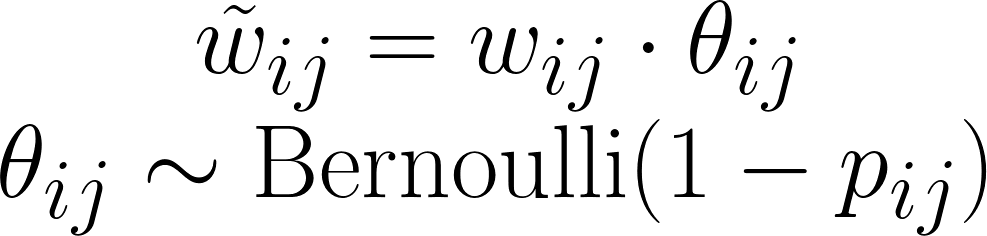 w̃ᵢⱼ = wᵢⱼ · θᵢⱼ
θᵢⱼ ∼ Bernoulli(1 − pᵢⱼ)